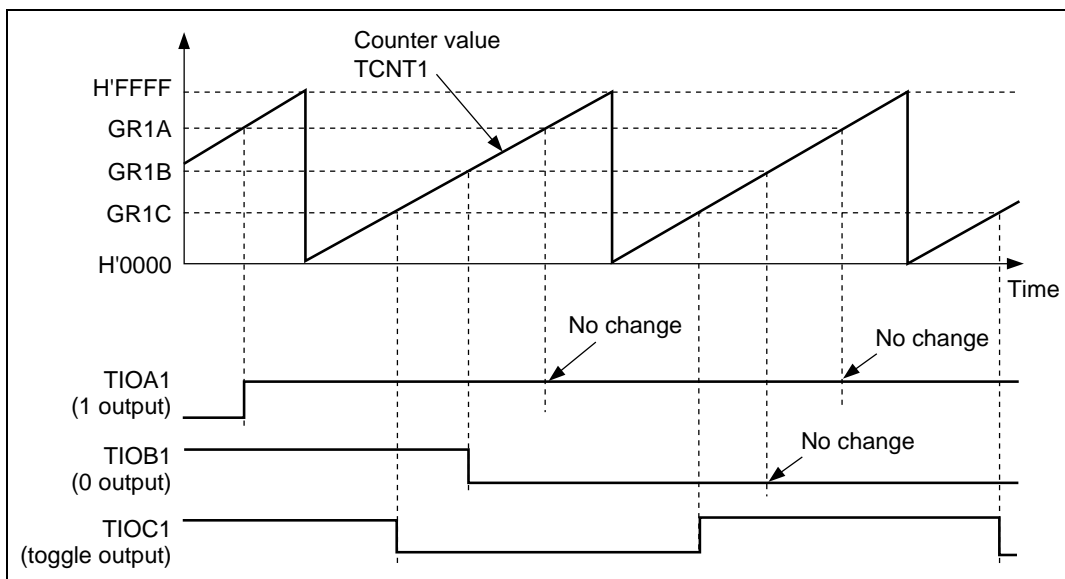 Counter value
TCNT1
H'FFFF
GR1A
GR1B
GR1C
H'0000
Time
No change
No change
TIOA1
(1 output)
No change
TIOB1
(0 output)
TIOC1
(toggle output)